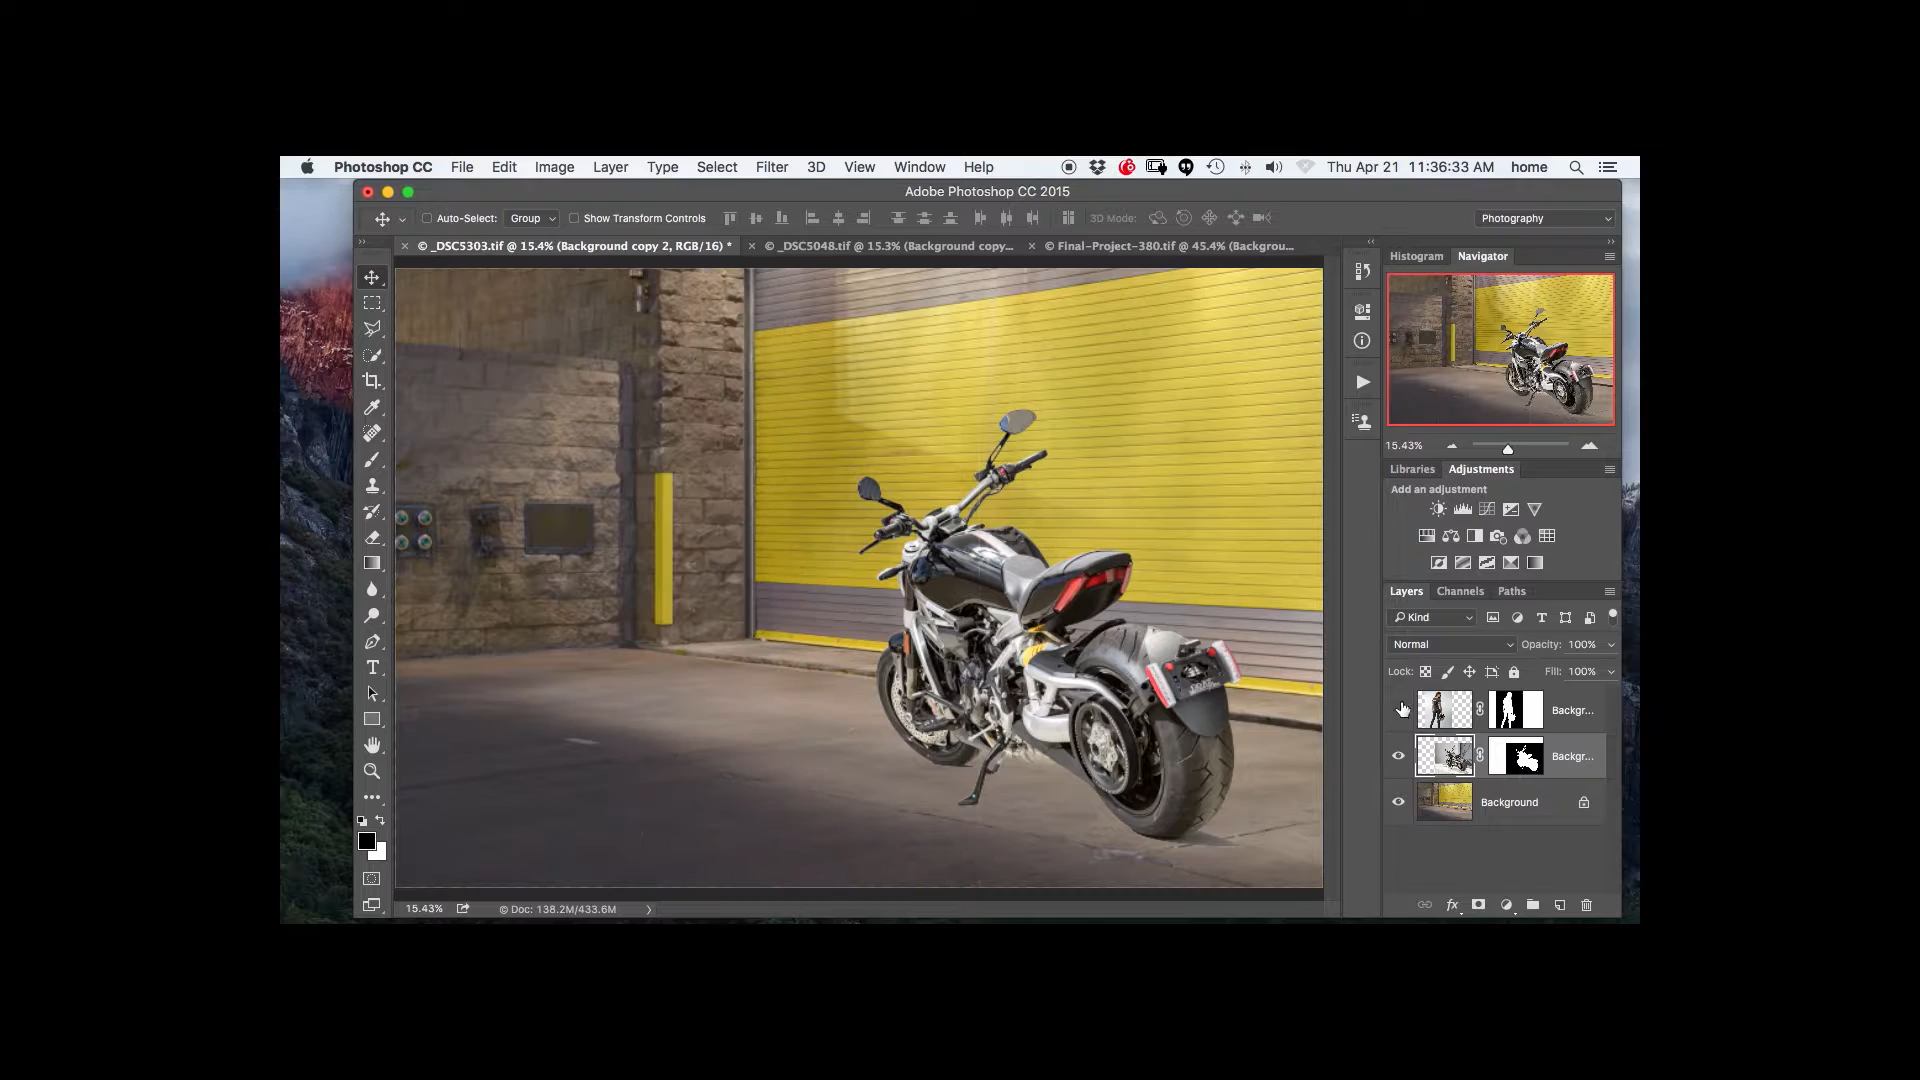 Photoshop CC File Edit Image Layer Type Select Filter 3D View Window Help Thu Apr 21 11:36:33 AM home
Adobe Photoshop CC 2015
Auto-Select: Group Show Transform Controls 3D Mode: Photography
© _DSC5303.tif @ 15.4% (Background copy 2, RGB/16) * © _DSC5048.tif @ 15.3% (Background copy... © Final-Project-380.tif @ 45.4% (Backgrou...
Histogram Navigator
15.43%
Libraries Adjustments
Add an adjustment
Layers Channels Paths
Kind
Normal Opacity: 100%
Lock: Fill: 100%
Backgr...
Backgr...
Background
fx
15.43% © Doc: 138.2M/433.6M